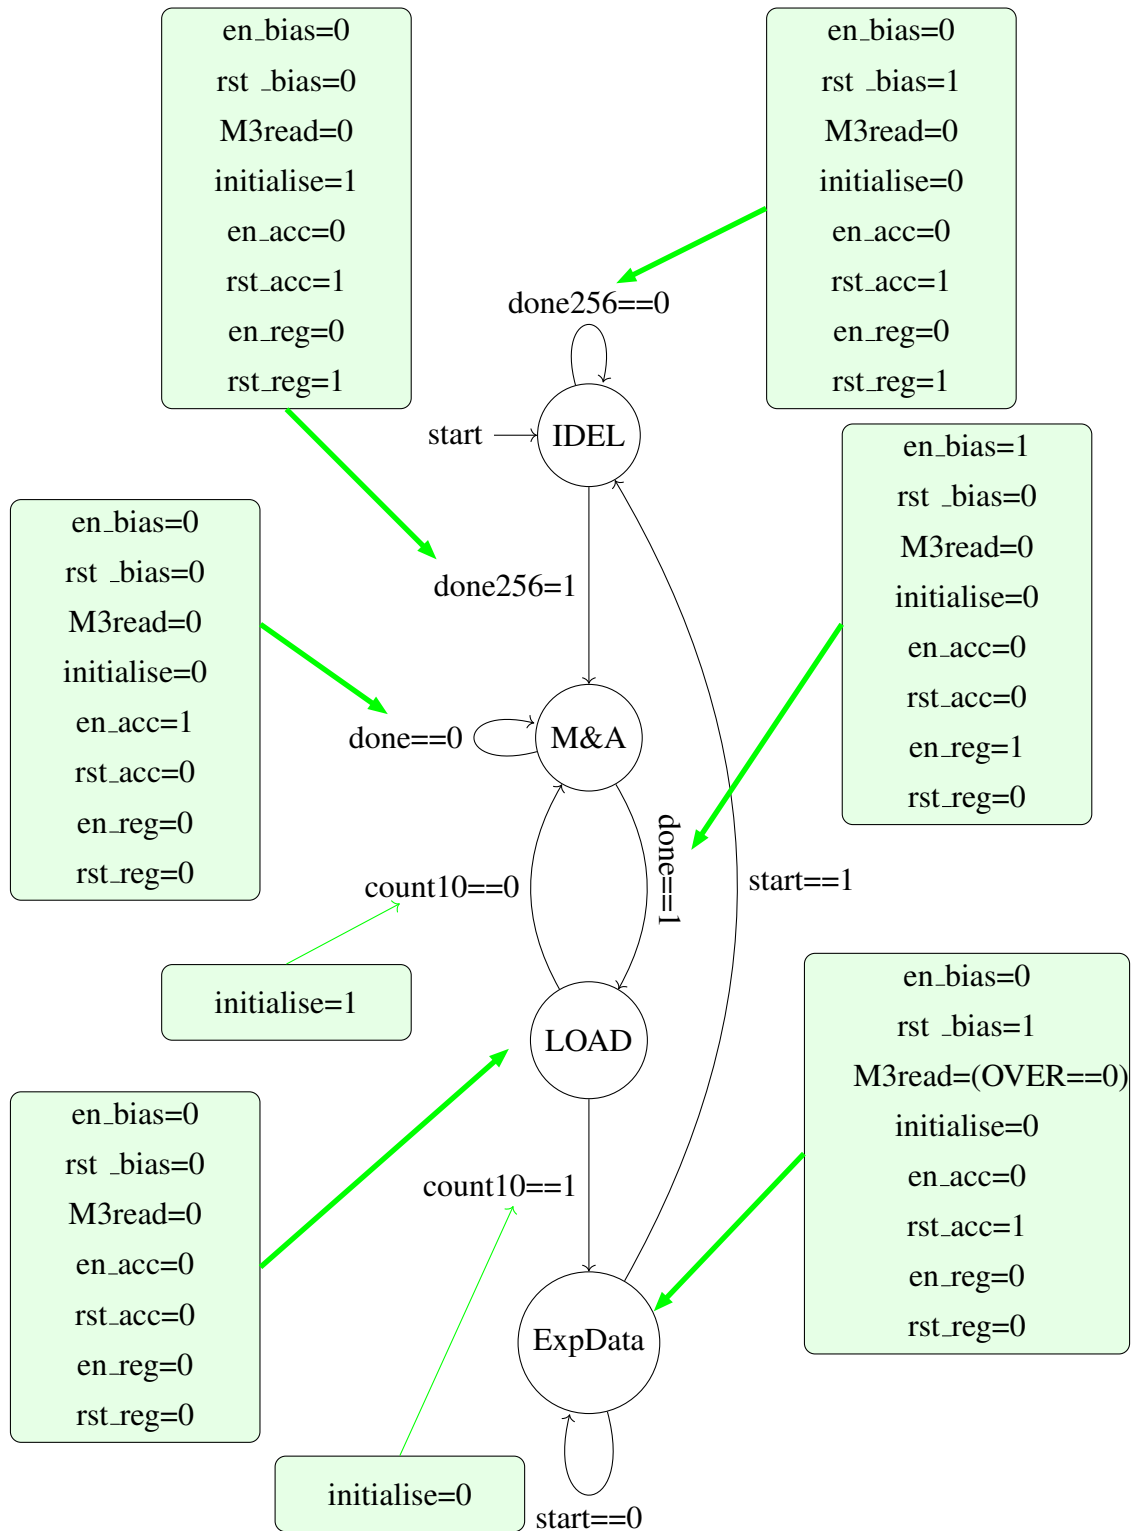 en_bias=0
rst _bias=0
M3read=0
initialise=1
en_acc=0
rst_acc=1
en_reg=0
rst_reg=1
en_bias=0
rst _bias=1
M3read=0
initialise=0
en_acc=0
rst_acc=1
en_reg=0
rst_reg=1
done256==0
start
IDEL
en_bias=1
rst _bias=0
M3read=0
initialise=0
en_acc=0
rst_acc=0
en_reg=1
rst_reg=0
en_bias=0
rst _bias=0
M3read=0
initialise=0
en_acc=1
rst_acc=0
en_reg=0
rst_reg=0
done256=1
done==0
M&A
done==1
count10==0
start==1
initialise=1
LOAD
en_bias=0
rst _bias=1
M3read=(OVER==0)
initialise=0
en_acc=0
rst_acc=1
en_reg=0
rst_reg=0
en_bias=0
rst _bias=0
M3read=0
en_acc=0
rst_acc=0
en_reg=0
rst_reg=0
count10==1
ExpData
initialise=0
start==0